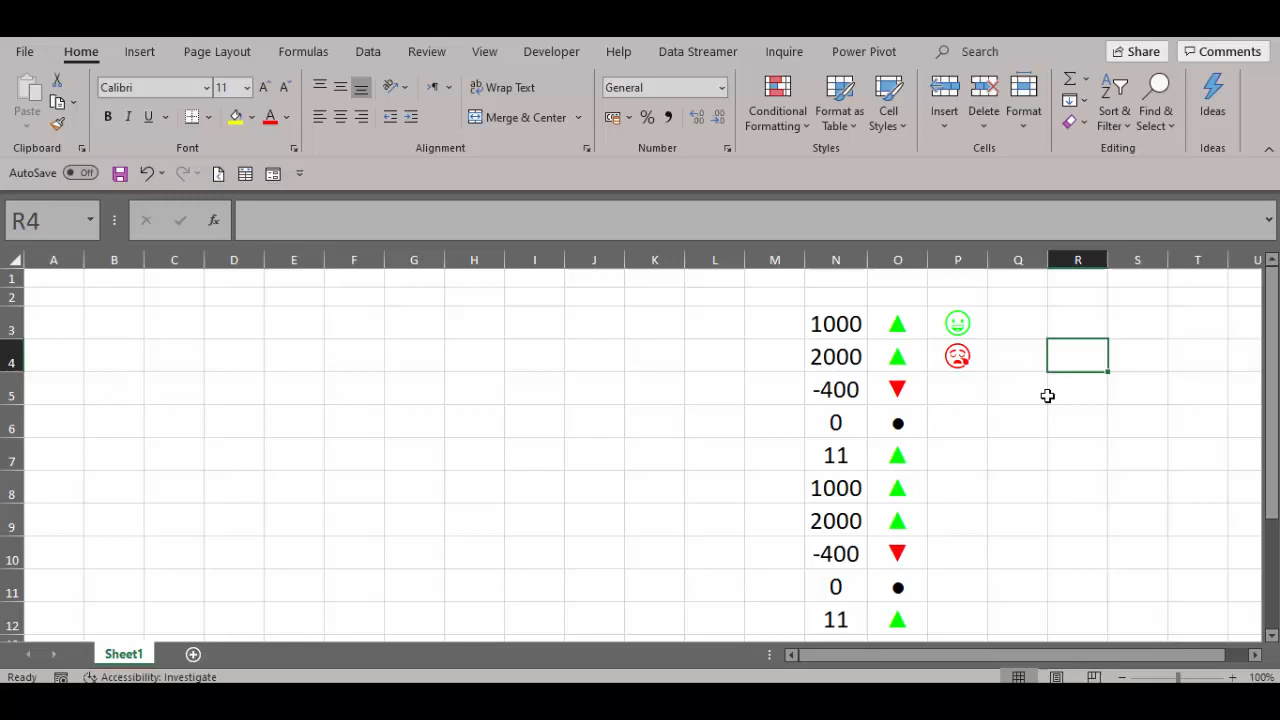 File Home Insert Page Layout Formulas Data Review View Developer Help Data Streamer Inquire Power Pivot Search Share Comments
Calibri 11 Wrap Text General
Paste Merge & Center Conditional Formatting Format as Table Cell Styles Insert Delete Format Sort & Filter Find & Select Ideas
Clipboard Font Alignment Number Styles Cells Editing Ideas
AutoSave Off
R4 fx
A B C D E F G H I J K L M N O P Q R S T U
1
2
3 1000 ▲
4 2000 ▲
5 -400 ▼
6 0 ●
7 11 ▲
8 1000 ▲
9 2000 ▲
10 -400 ▼
11 0 ●
12 11 ▲
Sheet1
Ready Accessibility: Investigate 100%